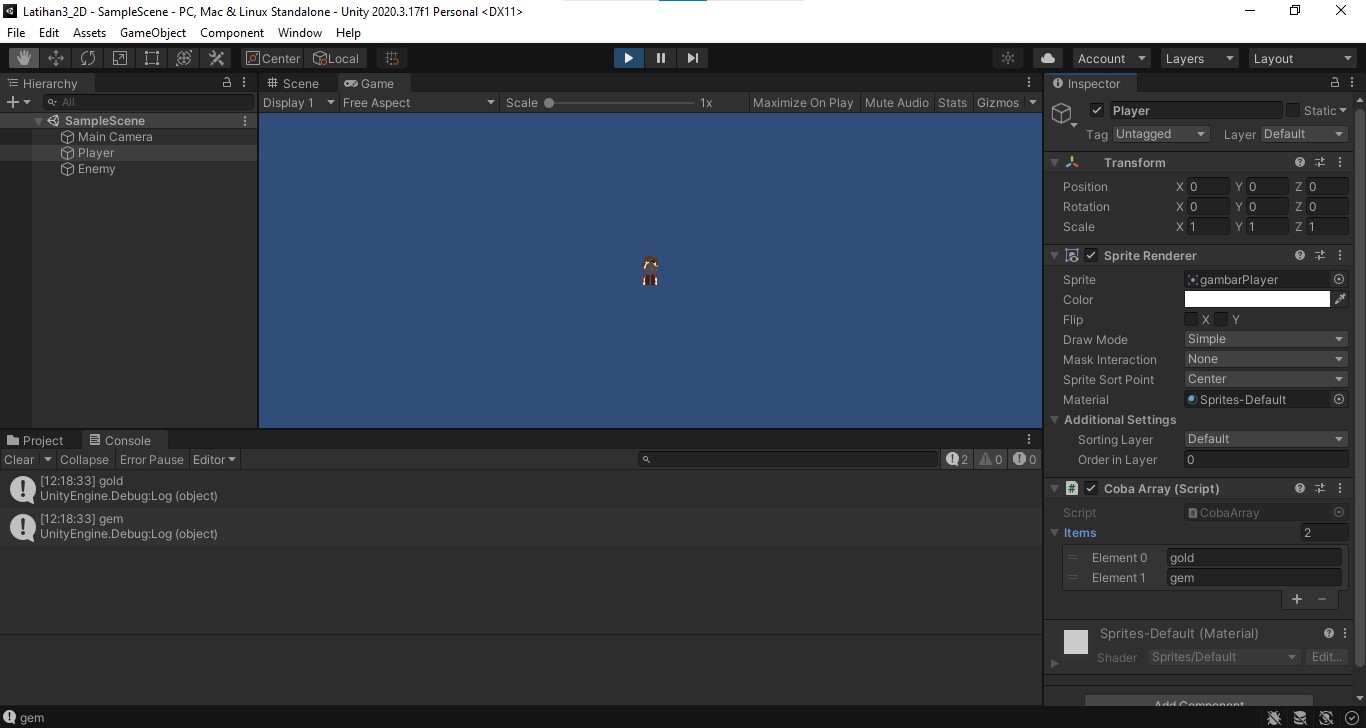 Latihan3_2D - SampleScene - PC, Mac & Linux Standalone - Unity 2020.3.17f1 Personal <DX11>
File Edit Assets GameObject Component Window Help
Center Local Account Layers Layout
Hierarchy
All
SampleScene
Main Camera
Player
Enemy
Scene Game
Display 1 Free Aspect Scale 1x Maximize On Play Mute Audio Stats Gizmos
Project Console
Clear Collapse Error Pause Editor 2 0 0
[12:18:33] gold
UnityEngine.Debug:Log (object)
[12:18:33] gem
UnityEngine.Debug:Log (object)
gem
Inspector
Player Static
Tag Untagged Layer Default
Transform
Position X 0 Y 0 Z 0
Rotation X 0 Y 0 Z 0
Scale X 1 Y 1 Z 1
Sprite Renderer
Sprite gambarPlayer
Color
Flip X Y
Draw Mode Simple
Mask Interaction None
Sprite Sort Point Center
Material Sprites-Default
Additional Settings
Sorting Layer Default
Order in Layer 0
# Coba Array (Script)
Script CobaArray
Items 2
Element 0 gold
Element 1 gem
+ −
Sprites-Default (Material)
Shader Sprites/Default Edit...
Add Component